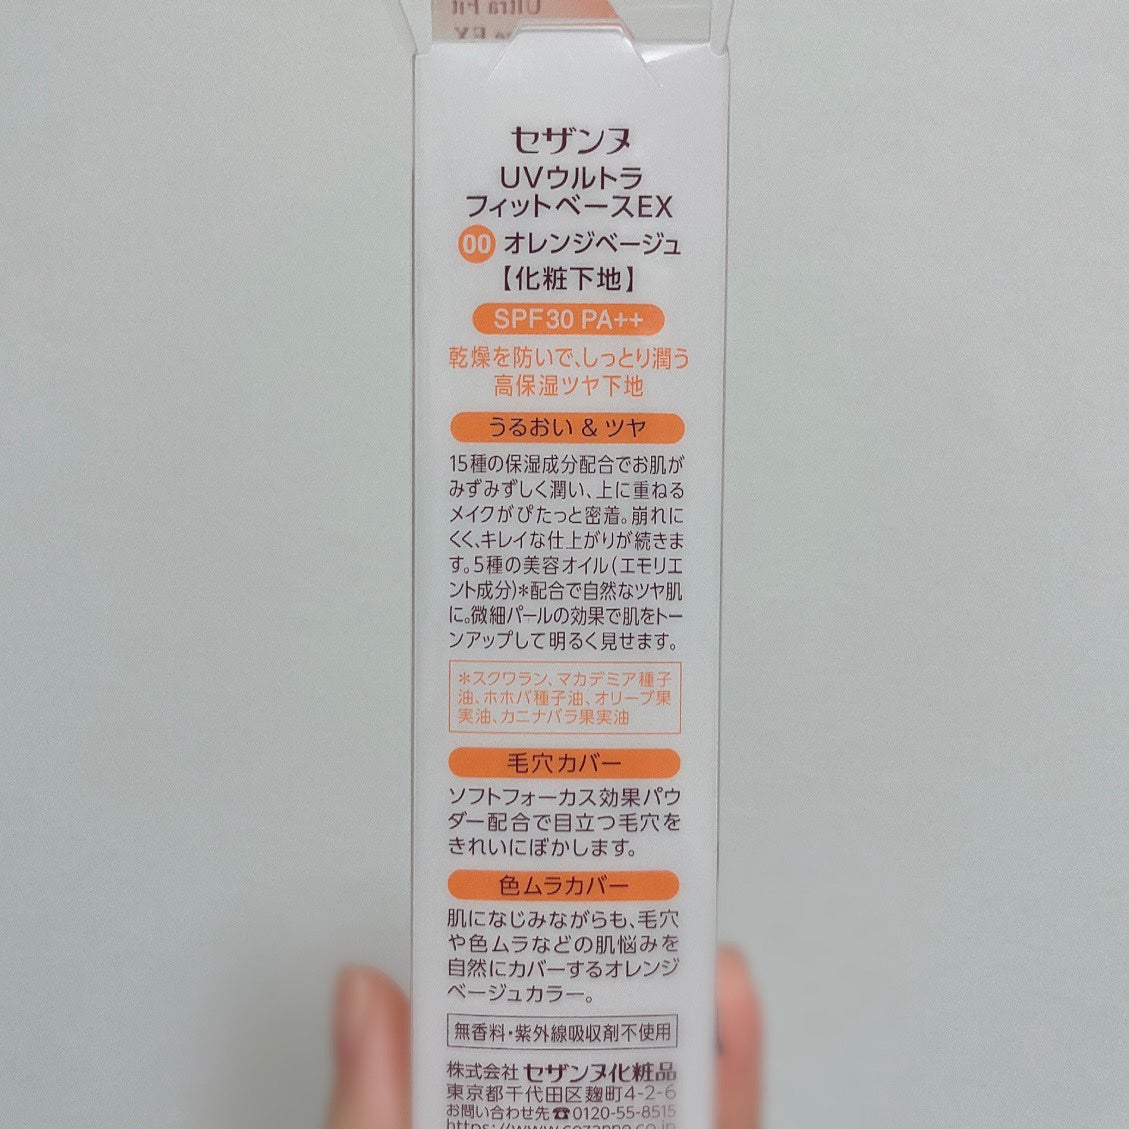 セザンヌ
UVウルトラ
フィットベースEX
00 オレンジベージュ
【化粧下地】
SPF30 PA++
乾燥を防いで、しっとり潤う
高保湿ツヤ下地
うるおい & ツヤ
15種の保湿成分配合でお肌が
みずみずしく潤い、上に重ねる
メイクがぴたっと密着。崩れに
くく、キレイな仕上がりが続きま
す。5種の美容オイル(エモリエ
ント成分)*配合で自然なツヤ肌
に。微細パールの効果で肌をトー
ンアップして明るく見せます。
*スクワラン、マカデミア種子
油、ホホバ種子油、オリーブ果
実油、カニナバラ果実油
毛穴カバー
ソフトフォーカス効果パウ
ダー配合で目立つ毛穴を
きれいにぼかします。
色ムラカバー
肌になじみながらも、毛穴
や色ムラなどの肌悩みを
自然にカバーするオレンジ
ベージュカラー。
無香料・紫外線吸収剤不使用
株式会社 セザンヌ化粧品
東京都千代田区麹町4-2-6
お問い合わせ先☎0120-55-8515
https://www.cezanne.co.jp